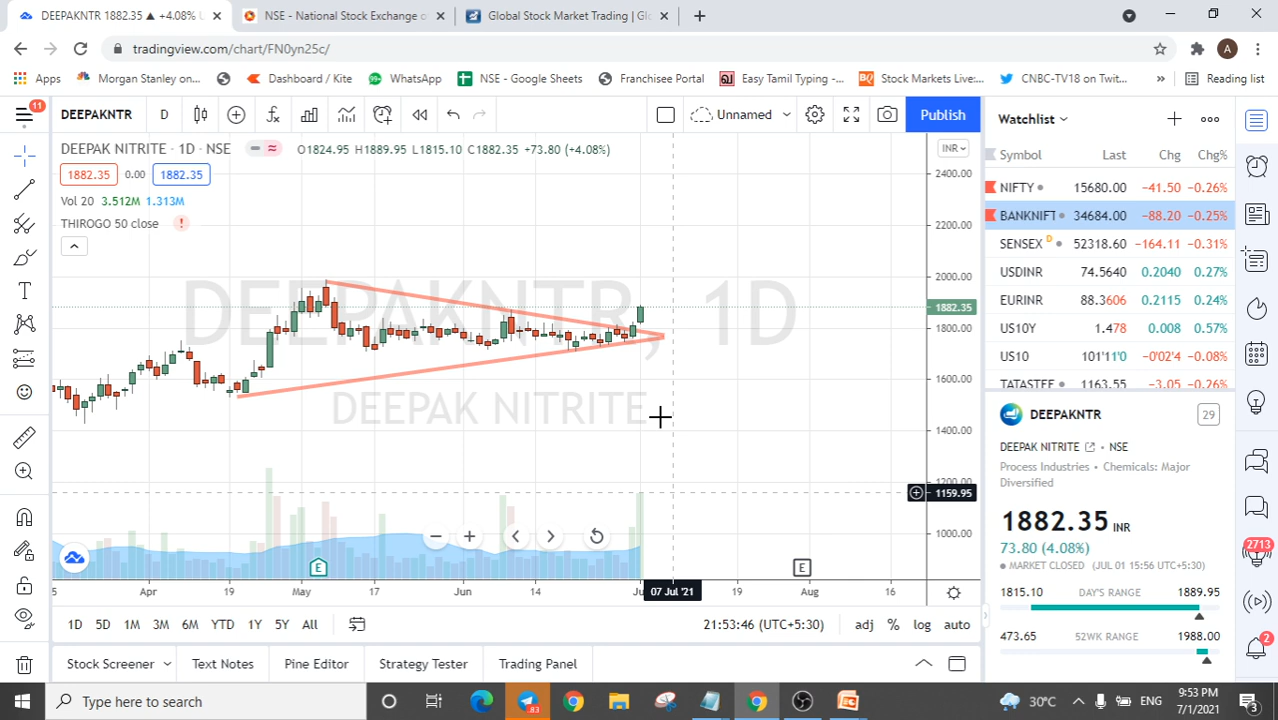 DEEPAKNTR 1882.35 ▲ +4.08% L
NSE - National Stock Exchange o
Global Stock Market Trading | Glo
tradingview.com/chart/FN0yn25c/
A
Apps Morgan Stanley on... Dashboard / Kite WhatsApp NSE - Google Sheets Franchisee Portal Easy Tamil Typing -... Stock Markets Live:... CNBC-TV18 on Twit... » Reading list
11 DEEPAKNTR D Unnamed Publish Watchlist
DEEPAK NITRITE · 1D · NSE O1824.95 H1889.95 L1815.10 C1882.35 +73.80 (+4.08%) INR
Symbol Last Chg Chg%
1882.35 0.00 1882.35
Vol 20 3.512M 1.313M
THIROGO 50 close !
NIFTY 15680.00 −41.50 −0.26%
BANKNIFT 34684.00 −88.20 −0.25%
SENSEX D 52318.60 −164.11 −0.31%
USDINR 74.5640 0.2040 0.27%
EURINR 88.3606 0.2115 0.24%
US10Y 1.478 0.008 0.57%
US10 101'11'0 −0'02'4 −0.08%
TATASTEE 1163.55 −3.05 −0.26%
2400.00
2200.00
2000.00
1882.35
1800.00
1600.00
1400.00
1200.00
1159.95
1000.00
DEEPAKNTR, 1D
DEEPAK NITRITE
E E
Apr 19 May 17 Jun 14 Ju 07 Jul '21 19 Aug 16
DEEPAKNTR 29
DEEPAK NITRITE • NSE
Process Industries • Chemicals: Major
Diversified
1882.35 INR
73.80 (4.08%)
MARKET CLOSED (JUL 01 15:56 UTC+5:30)
1815.10 DAY'S RANGE 1889.95
473.65 52WK RANGE 1988.00
2713
2
1D 5D 1M 3M 6M YTD 1Y 5Y All 21:53:46 (UTC+5:30) adj % log auto
Stock Screener Text Notes Pine Editor Strategy Tester Trading Panel
Type here to search
30°C ENG
9:53 PM
7/1/2021
3